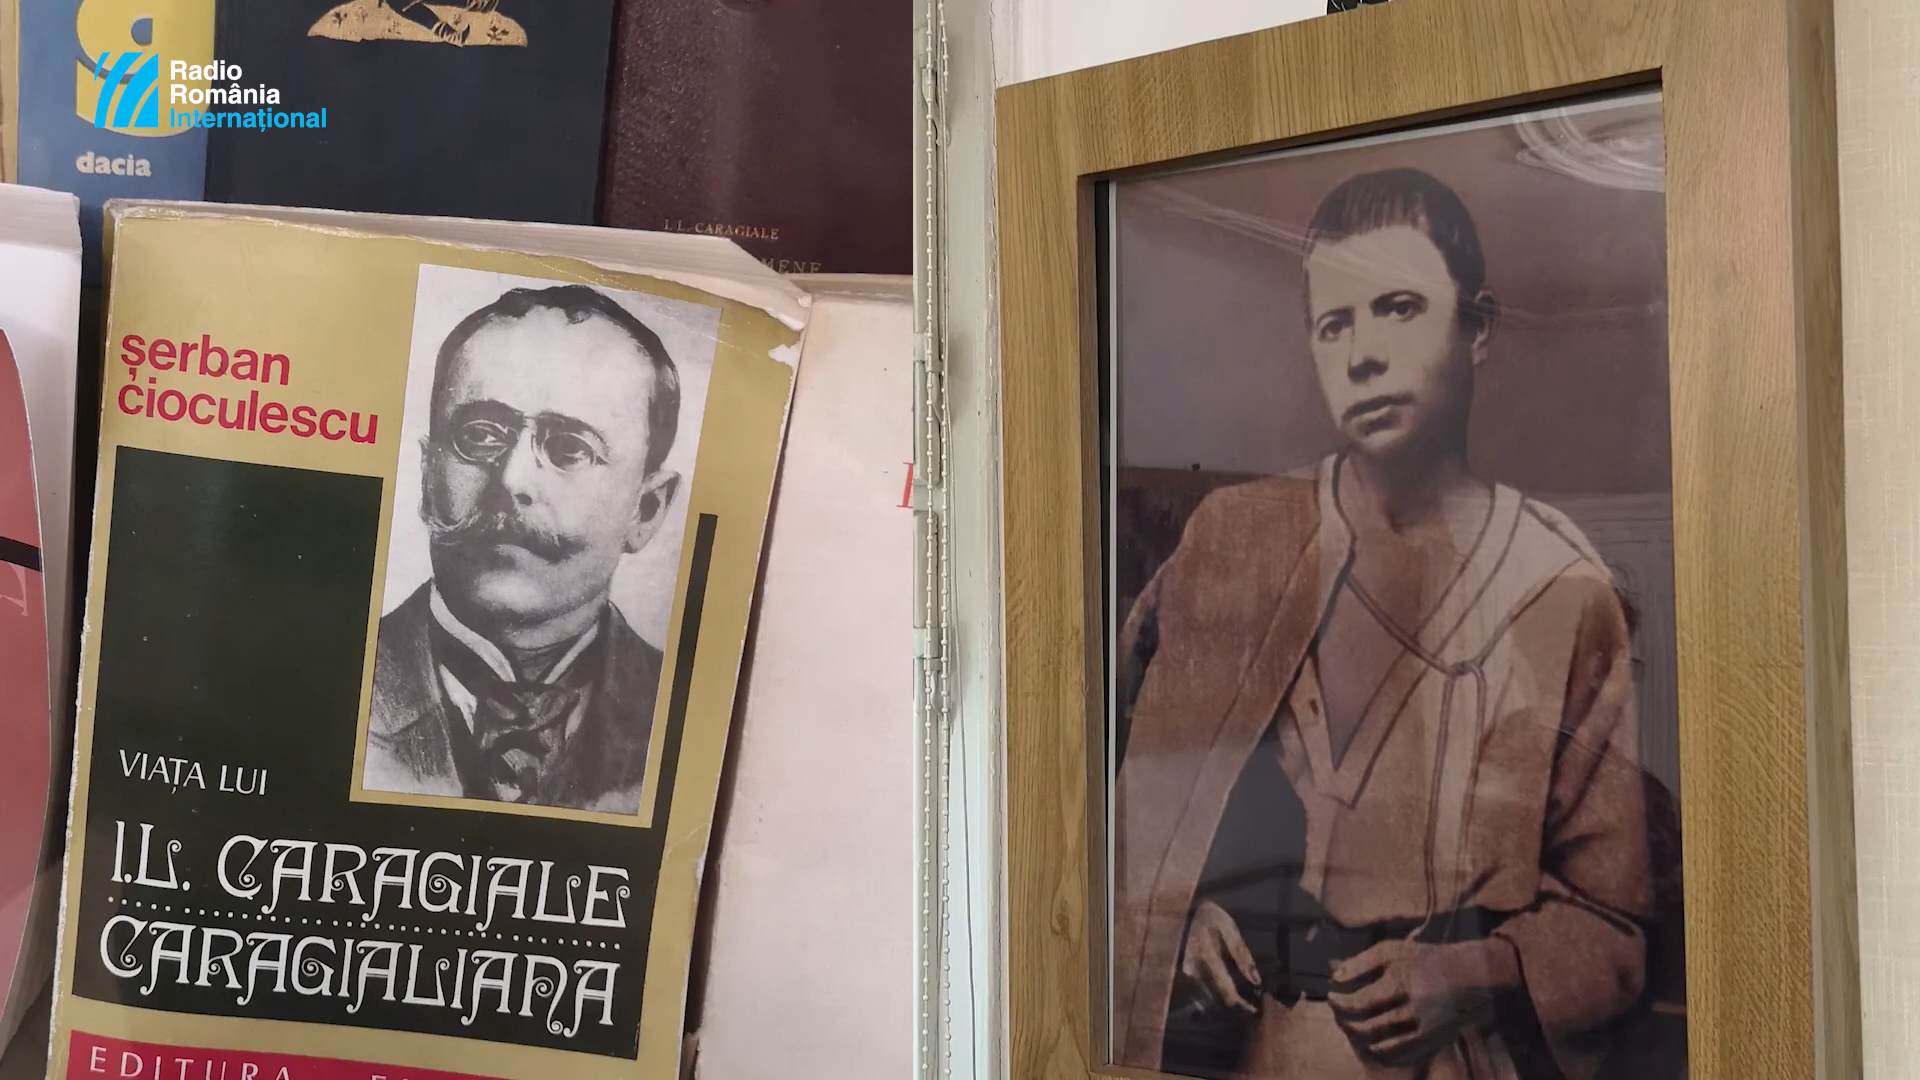 Radio
România
Internațional
dacia
I.L. CARAGIALE
șerban
cioculescu
VIAȚA LUI
I.L. CARAGIALE
CARAGIALIANA
EDITURA